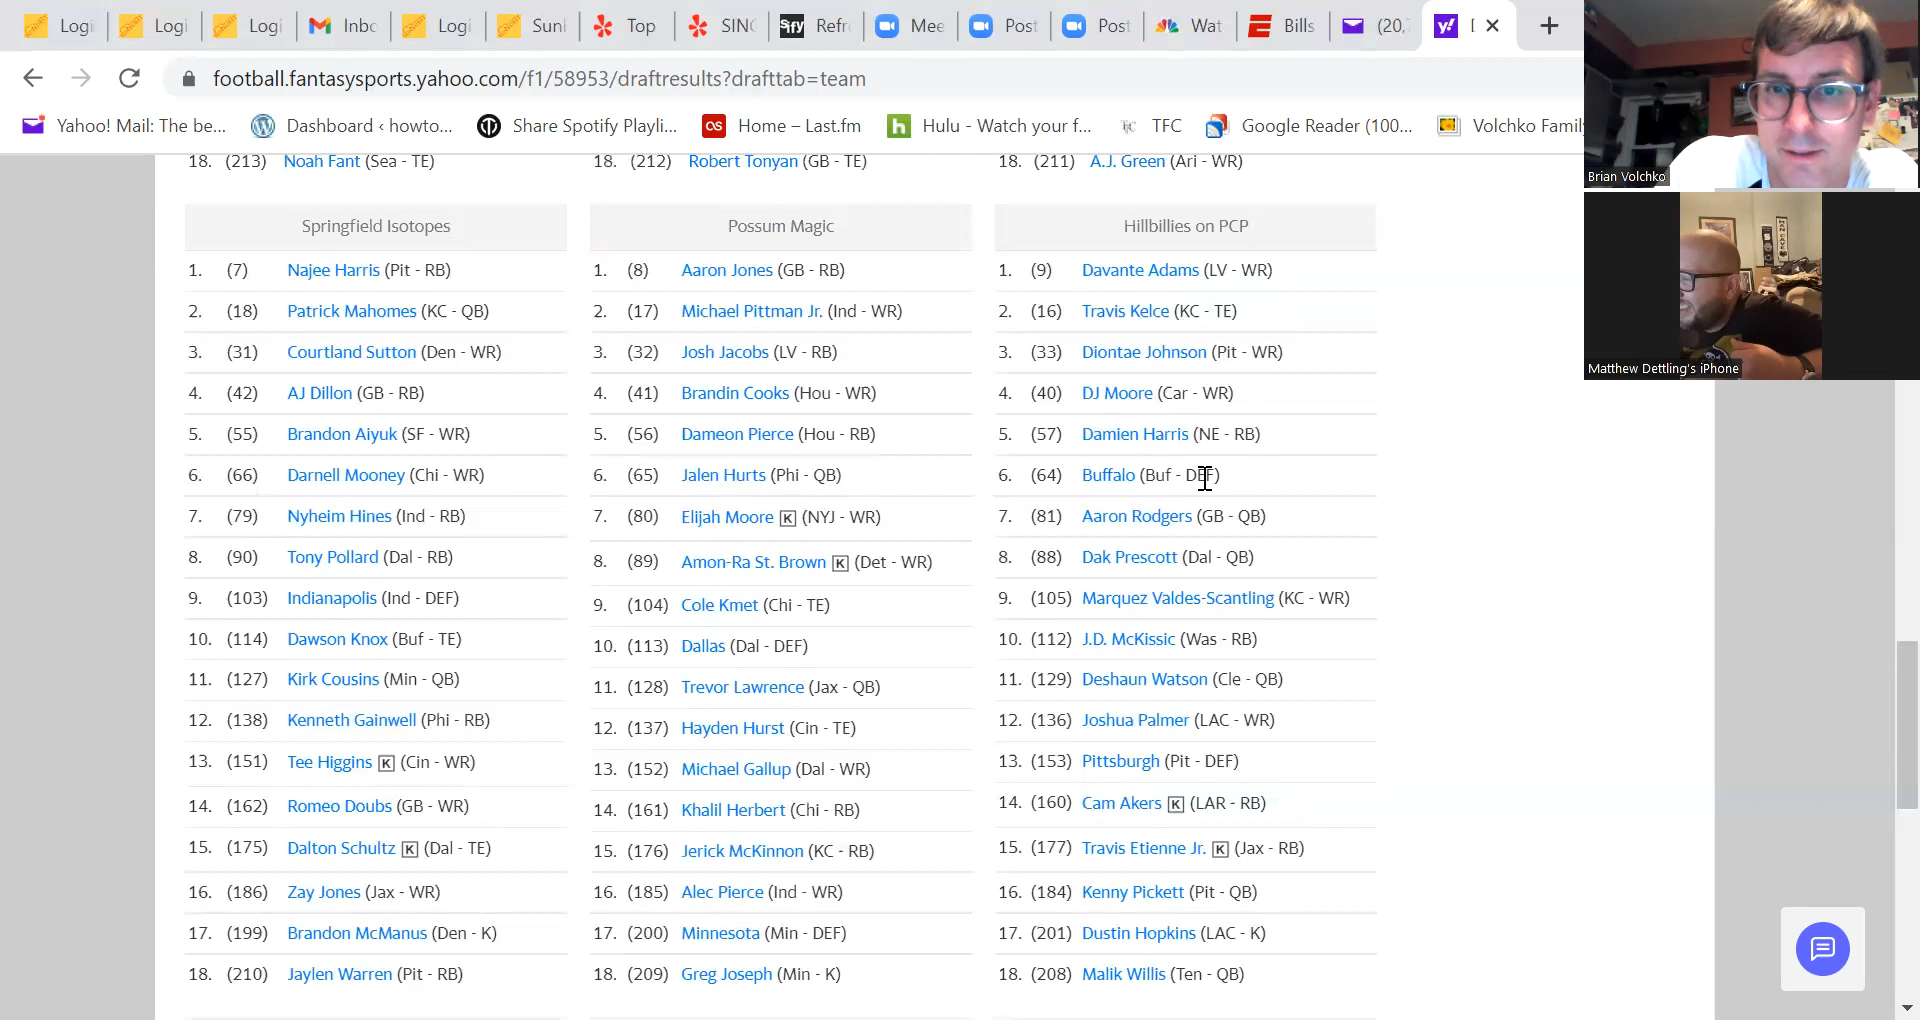 Logi Logi Logi Inbo Logi Sunl Top SINC sify Refr Mee Post Post Wat Bills (20, y!
football.fantasysports.yahoo.com/f1/58953/draftresults?drafttab=team
Yahoo! Mail: The be... Dashboard ‹ howto... Share Spotify Playli... Home – Last.fm Hulu - Watch your f... TFC Google Reader (100... Volchko Family
18. (213) Noah Fant (Sea - TE) 18. (212) Robert Tonyan (GB - TE) 18. (211) A.J. Green (Ari - WR)
Brian Volchko
Matthew Dettling's iPhone
Springfield Isotopes
1. (7) Najee Harris (Pit - RB)
2. (18) Patrick Mahomes (KC - QB)
3. (31) Courtland Sutton (Den - WR)
4. (42) AJ Dillon (GB - RB)
5. (55) Brandon Aiyuk (SF - WR)
6. (66) Darnell Mooney (Chi - WR)
7. (79) Nyheim Hines (Ind - RB)
8. (90) Tony Pollard (Dal - RB)
9. (103) Indianapolis (Ind - DEF)
10. (114) Dawson Knox (Buf - TE)
11. (127) Kirk Cousins (Min - QB)
12. (138) Kenneth Gainwell (Phi - RB)
13. (151) Tee Higgins K (Cin - WR)
14. (162) Romeo Doubs (GB - WR)
15. (175) Dalton Schultz K (Dal - TE)
16. (186) Zay Jones (Jax - WR)
17. (199) Brandon McManus (Den - K)
18. (210) Jaylen Warren (Pit - RB)
Possum Magic
1. (8) Aaron Jones (GB - RB)
2. (17) Michael Pittman Jr. (Ind - WR)
3. (32) Josh Jacobs (LV - RB)
4. (41) Brandin Cooks (Hou - WR)
5. (56) Dameon Pierce (Hou - RB)
6. (65) Jalen Hurts (Phi - QB)
7. (80) Elijah Moore K (NYJ - WR)
8. (89) Amon-Ra St. Brown K (Det - WR)
9. (104) Cole Kmet (Chi - TE)
10. (113) Dallas (Dal - DEF)
11. (128) Trevor Lawrence (Jax - QB)
12. (137) Hayden Hurst (Cin - TE)
13. (152) Michael Gallup (Dal - WR)
14. (161) Khalil Herbert (Chi - RB)
15. (176) Jerick McKinnon (KC - RB)
16. (185) Alec Pierce (Ind - WR)
17. (200) Minnesota (Min - DEF)
18. (209) Greg Joseph (Min - K)
Hillbillies on PCP
1. (9) Davante Adams (LV - WR)
2. (16) Travis Kelce (KC - TE)
3. (33) Diontae Johnson (Pit - WR)
4. (40) DJ Moore (Car - WR)
5. (57) Damien Harris (NE - RB)
6. (64) Buffalo (Buf - DEF)
7. (81) Aaron Rodgers (GB - QB)
8. (88) Dak Prescott (Dal - QB)
9. (105) Marquez Valdes-Scantling (KC - WR)
10. (112) J.D. McKissic (Was - RB)
11. (129) Deshaun Watson (Cle - QB)
12. (136) Joshua Palmer (LAC - WR)
13. (153) Pittsburgh (Pit - DEF)
14. (160) Cam Akers K (LAR - RB)
15. (177) Travis Etienne Jr. K (Jax - RB)
16. (184) Kenny Pickett (Pit - QB)
17. (201) Dustin Hopkins (LAC - K)
18. (208) Malik Willis (Ten - QB)